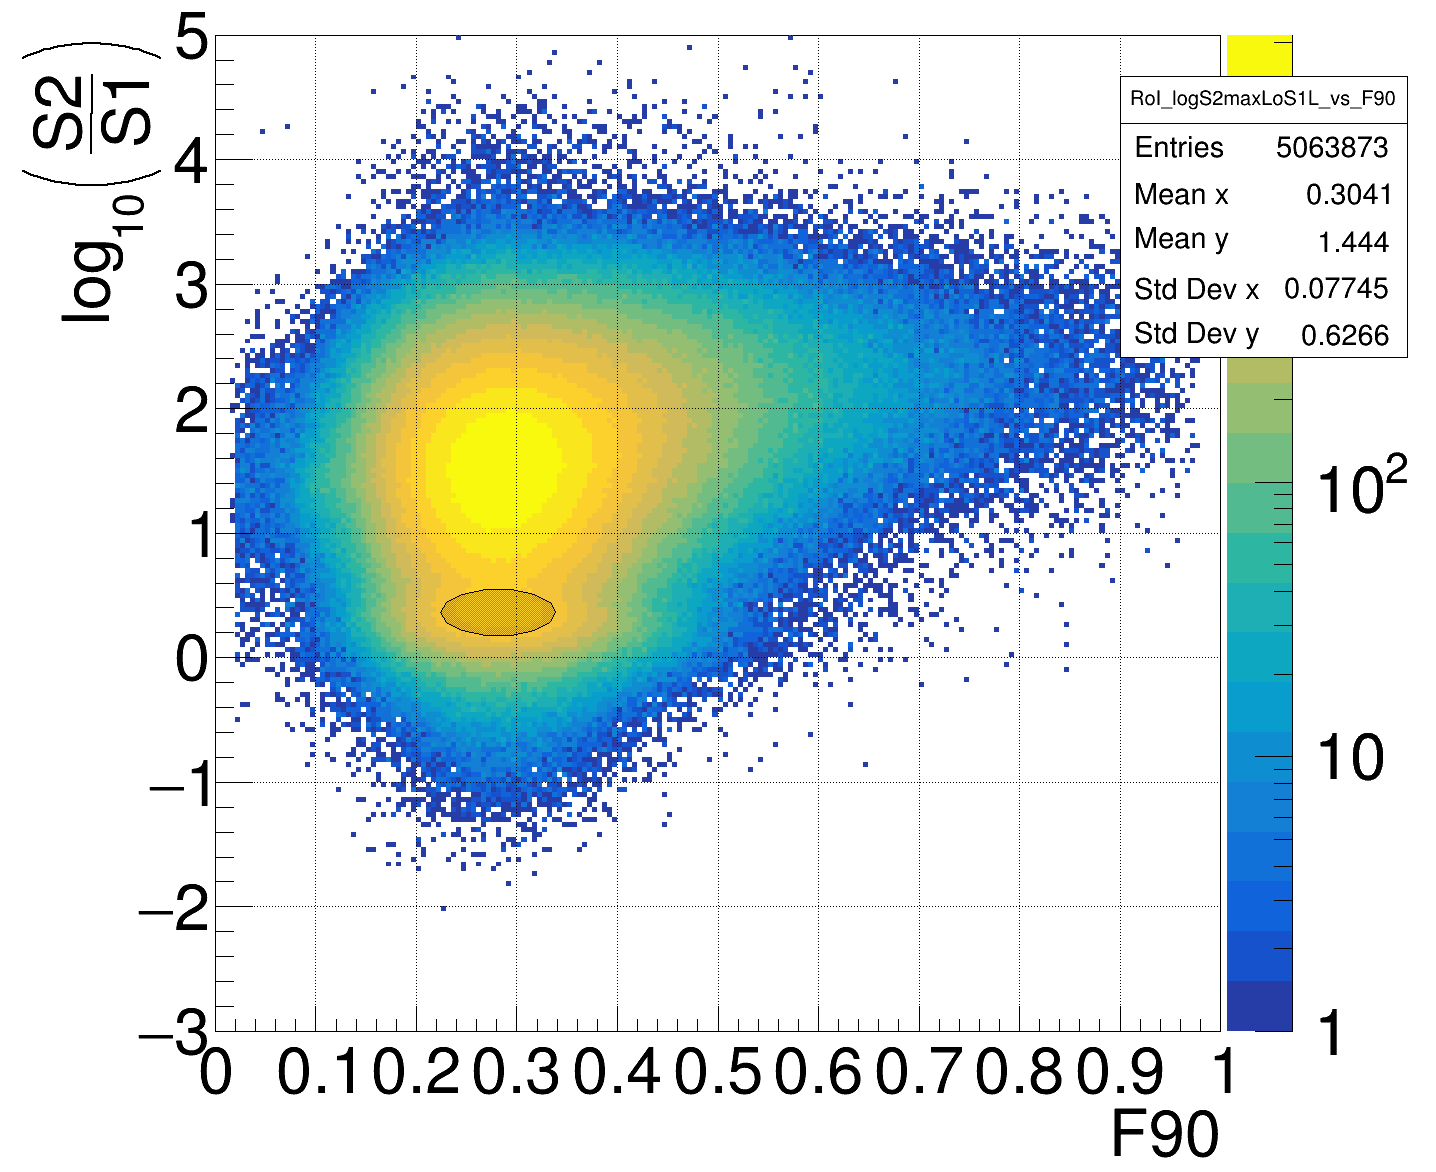 log10 (S2/S1)
5
4
3
2
1
0
−1
−2
−3
0 0.1 0.2 0.3 0.4 0.5 0.6 0.7 0.8 0.9 1
F90
RoI_logS2maxLoS1L_vs_F90
Entries 5063873
Mean x 0.3041
Mean y 1.444
Std Dev x 0.07745
Std Dev y 0.6266
10²
10
1